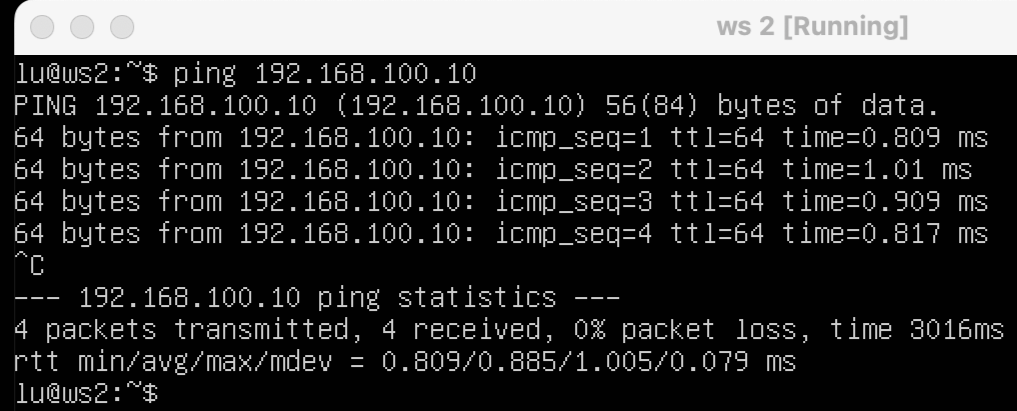 ws 2 [Running]
lu@ws2:~$ ping 192.168.100.10
PING 192.168.100.10 (192.168.100.10) 56(84) bytes of data.
64 bytes from 192.168.100.10: icmp_seq=1 ttl=64 time=0.809 ms
64 bytes from 192.168.100.10: icmp_seq=2 ttl=64 time=1.01 ms
64 bytes from 192.168.100.10: icmp_seq=3 ttl=64 time=0.909 ms
64 bytes from 192.168.100.10: icmp_seq=4 ttl=64 time=0.817 ms
^C
--- 192.168.100.10 ping statistics ---
4 packets transmitted, 4 received, 0% packet loss, time 3016ms
rtt min/avg/max/mdev = 0.809/0.885/1.005/0.079 ms
lu@ws2:~$